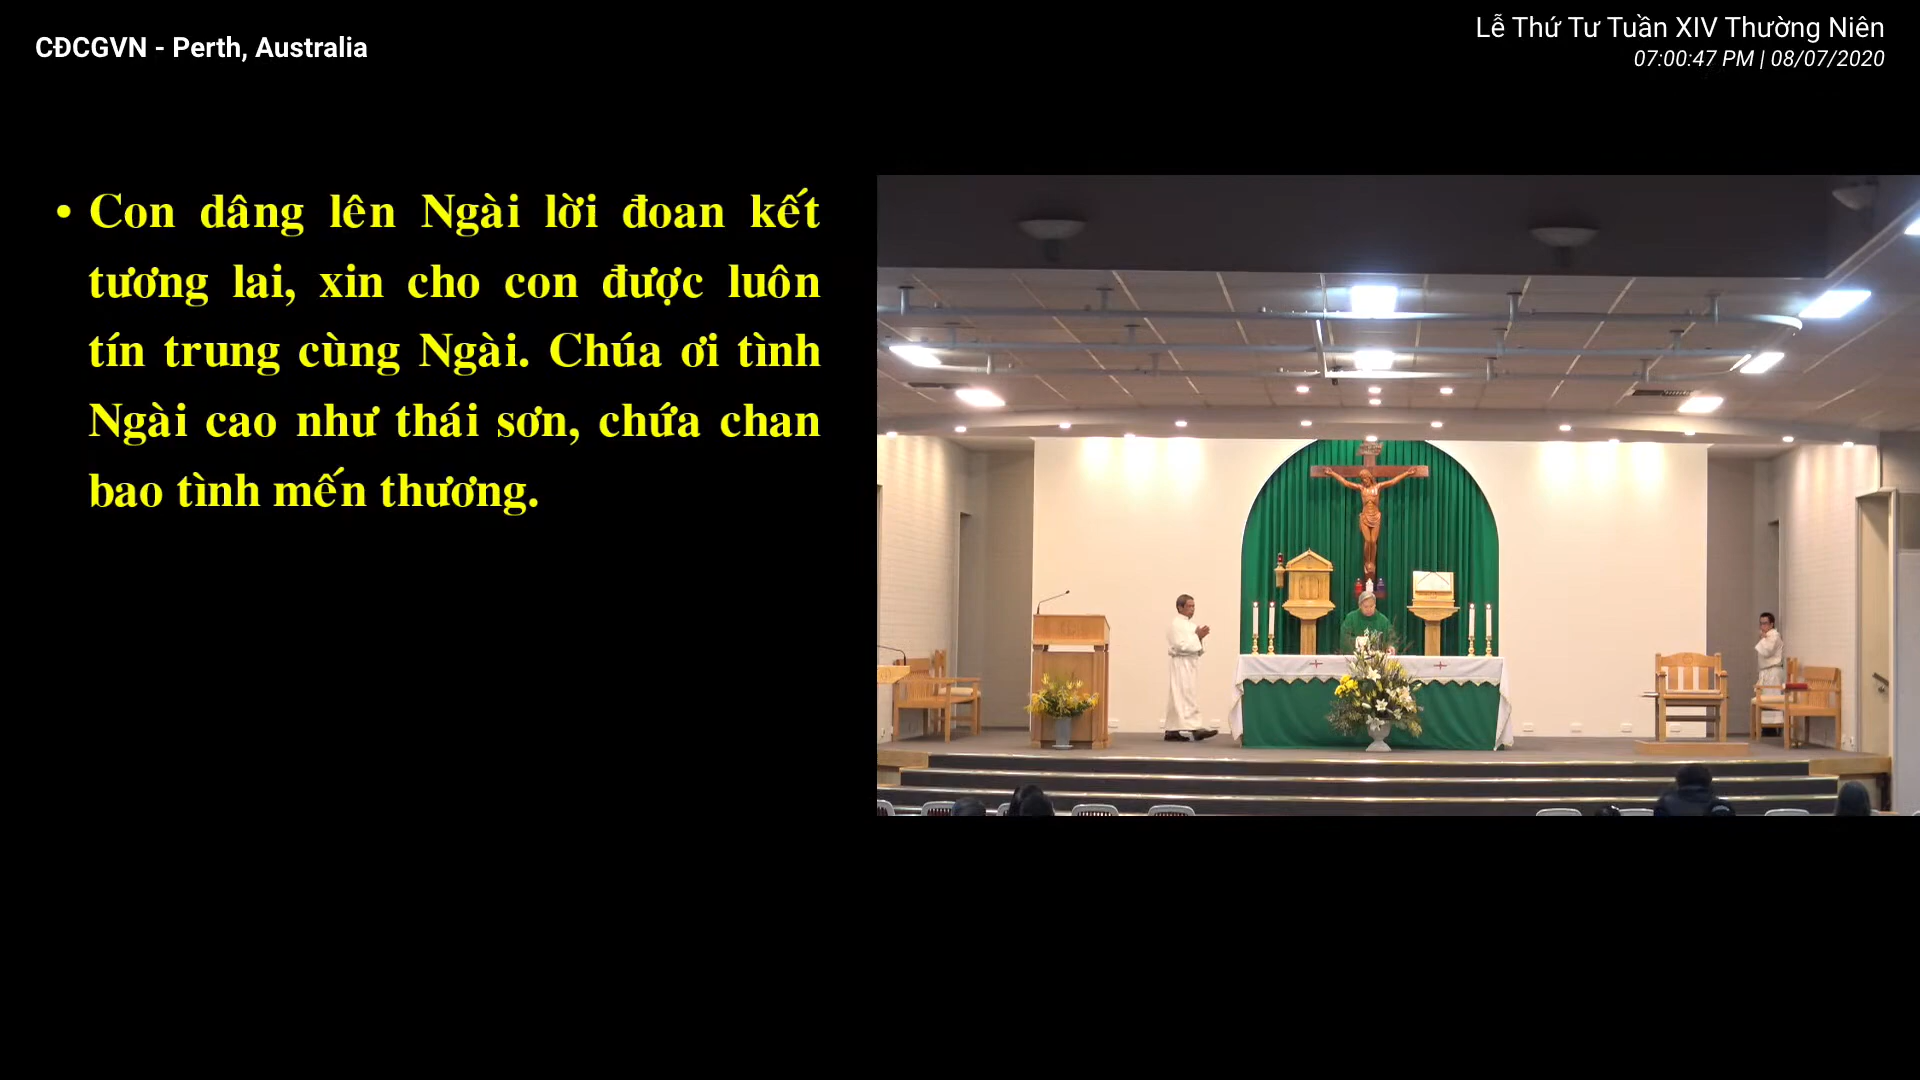 CĐCGVN - Perth, Australia
Lễ Thứ Tư Tuần XIV Thường Niên
07:00:47 PM | 08/07/2020
• Con dâng lên Ngài lời đoan kết
tương lai, xin cho con được luôn
tín trung cùng Ngài. Chúa ơi tình
Ngài cao như thái sơn, chứa chan
bao tình mến thương.